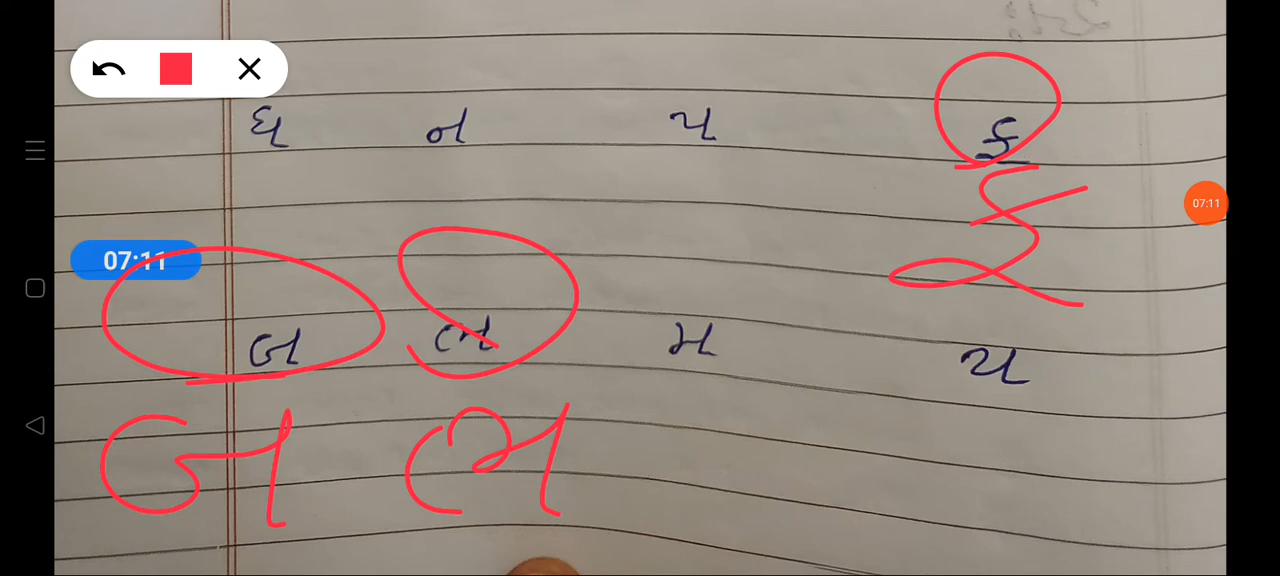 07:11
ધ ન પ ફ
07:11
ફ
બ ભ મ ય
બ ભ